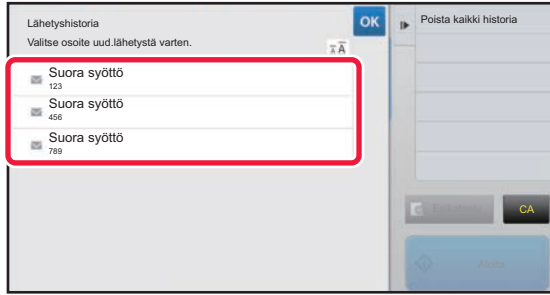 Lähetyshistoria
Valitse osoite uud.lähetystä varten.
OK
Suora syöttö
123
Suora syöttö
456
Suora syöttö
789
Poista kaikki historia
CA